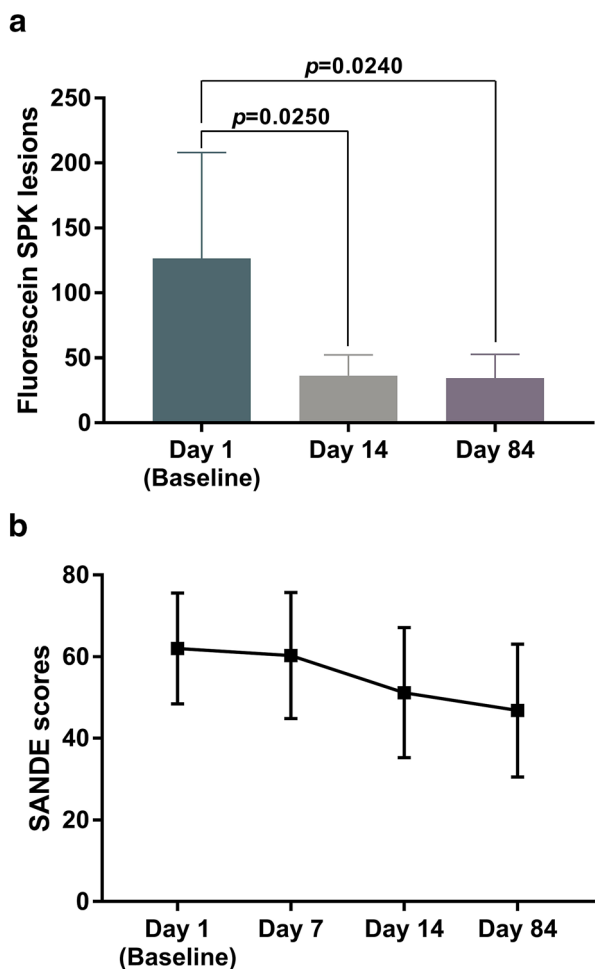 a
p=0.0240
p=0.0250
Fluorescein SPK lesions
250
200
150
100
50
0
Day 1
(Baseline)
Day 14
Day 84
b
SANDE scores
80
60
40
20
0
Day 1
(Baseline)
Day 7
Day 14
Day 84